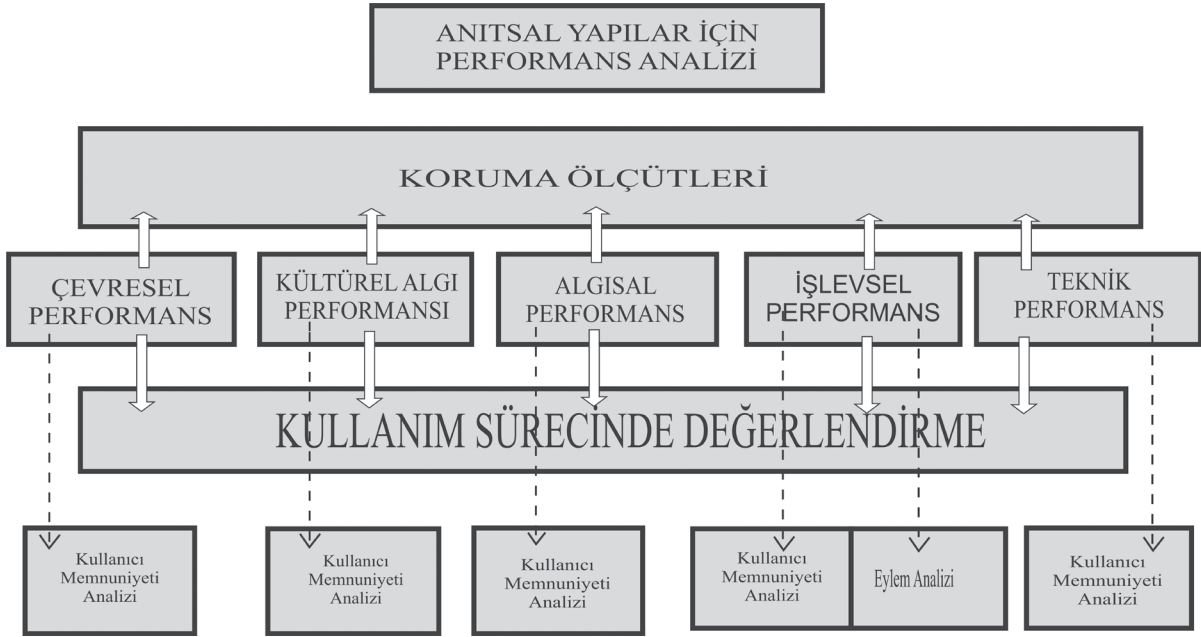 ANITSAL YAPILAR İÇİN
PERFORMANS ANALİZİ
KORUMA ÖLÇÜTLERİ
ÇEVRESEL
PERFORMANS
KÜLTÜREL ALGI
PERFORMANSI
ALGISAL
PERFORMANS
İŞLEVSEL
PERFORMANS
TEKNİK
PERFORMANS
KULLANIM SÜRECİNDE DEĞERLENDİRME
Kullanıcı
Memnuniyeti
Analizi
Kullanıcı
Memnuniyeti
Analizi
Kullanıcı
Memnuniyeti
Analizi
Kullanıcı
Memnuniyeti
Analizi
Eylem Analizi
Kullanıcı
Memnuniyeti
Analizi